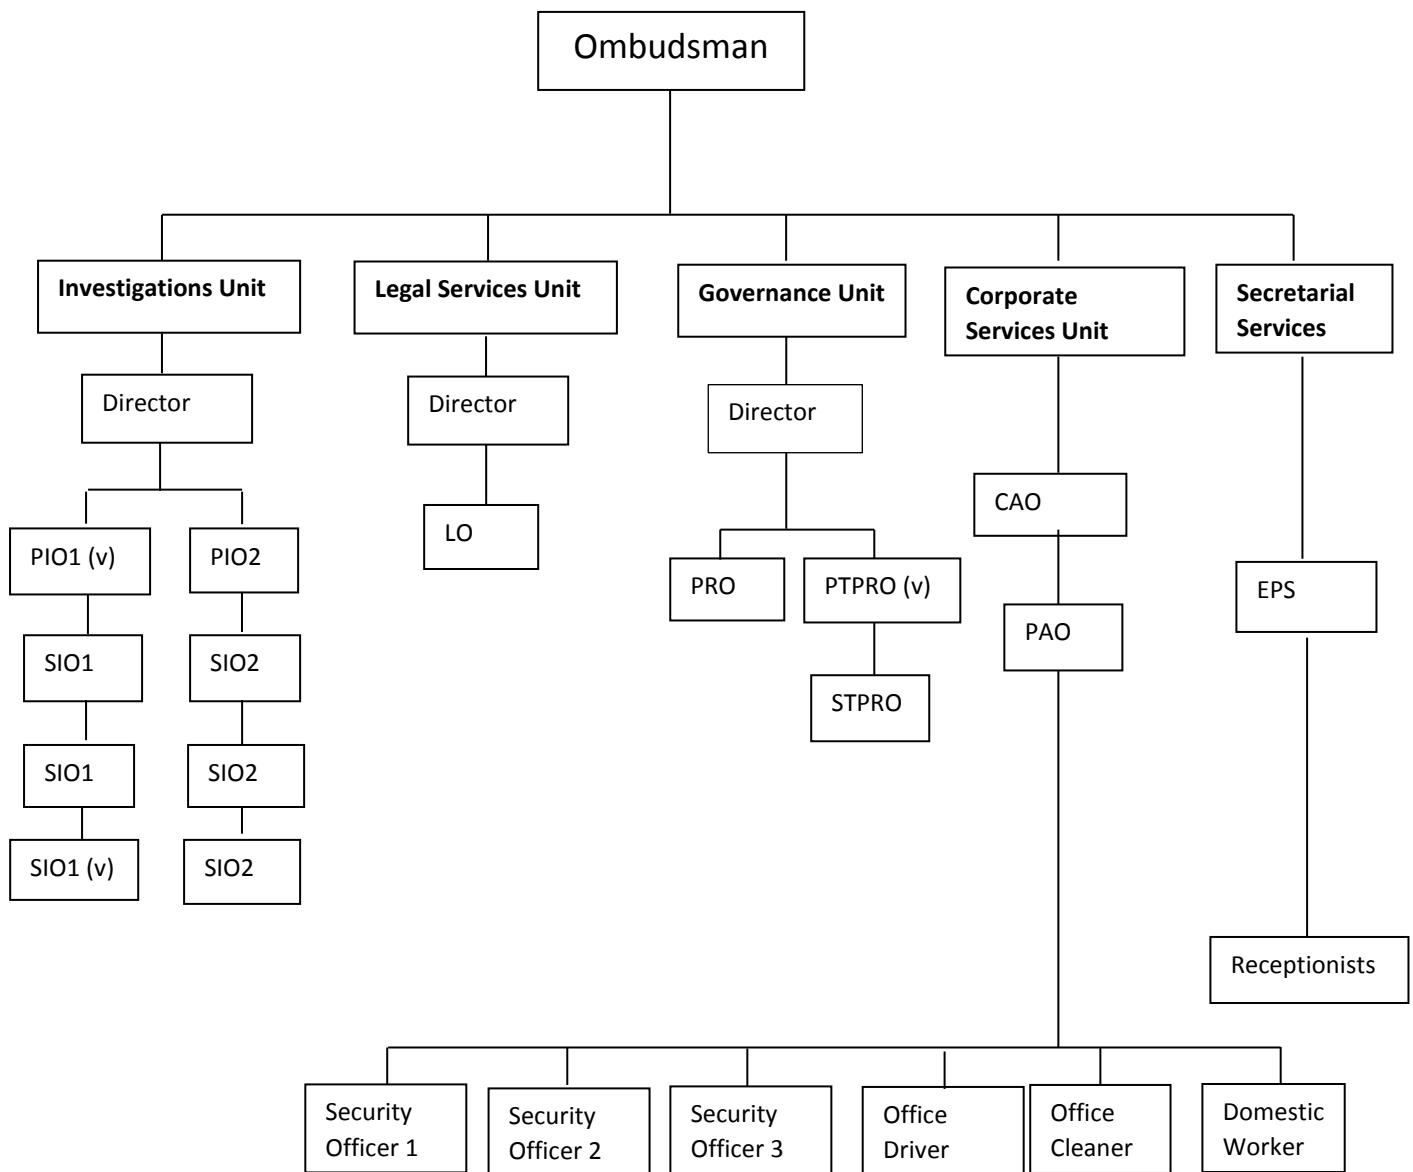 Ombudsman
Investigations Unit
Legal Services Unit
Governance Unit
Corporate
Services Unit
Secretarial
Services
Director
Director
Director
CAO
LO
PIO1 (v)
PIO2
PRO
PTPRO (v)
EPS
PAO
SIO1
SIO2
STPRO
SIO1
SIO2
SIO1 (v)
SIO2
Receptionists
Security
Officer 1
Security
Officer 2
Security
Officer 3
Office
Driver
Office
Cleaner
Domestic
Worker